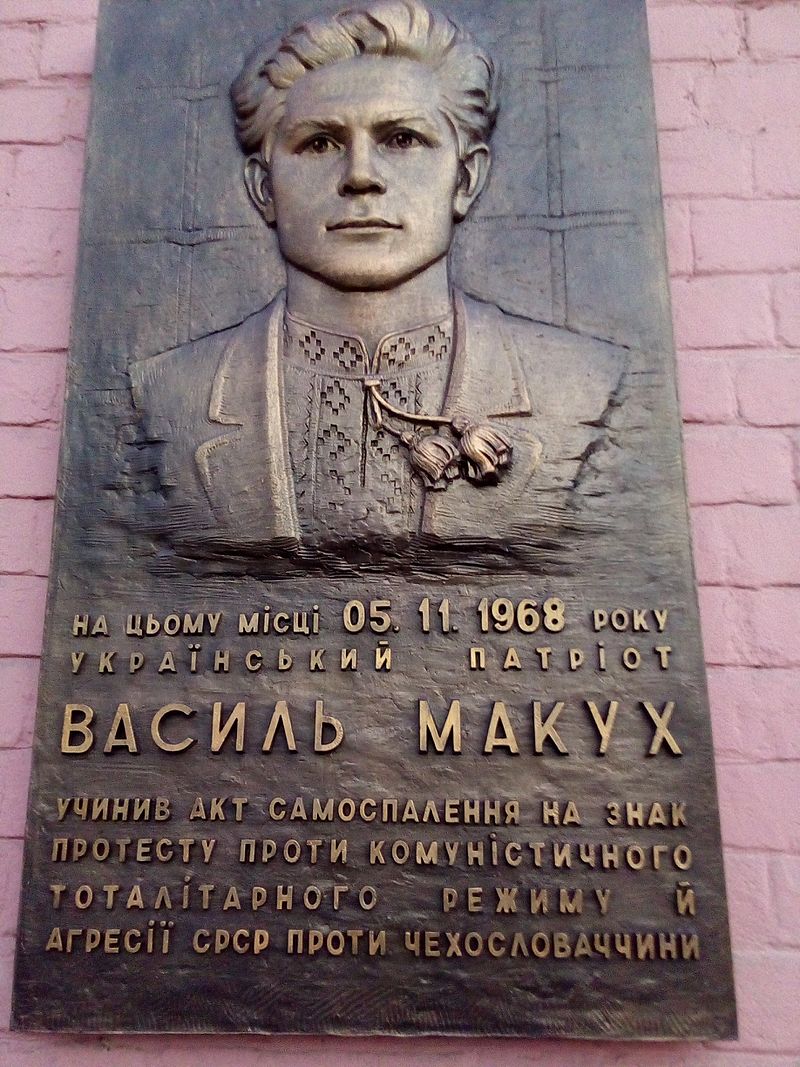 НА ЦЬОМУ МІСЦІ 05. 11. 1968 РОКУ
УКРАЇНСЬКИЙ ПАТРІОТ
ВАСИЛЬ МАКУХ
УЧИНИВ АКТ САМОСПАЛЕННЯ НА ЗНАК
ПРОТЕСТУ ПРОТИ КОМУНІСТИЧНОГО
ТОТАЛІТАРНОГО РЕЖИМУ Й
АГРЕСІЇ СРСР ПРОТИ ЧЕХОСЛОВАЧЧИНИ